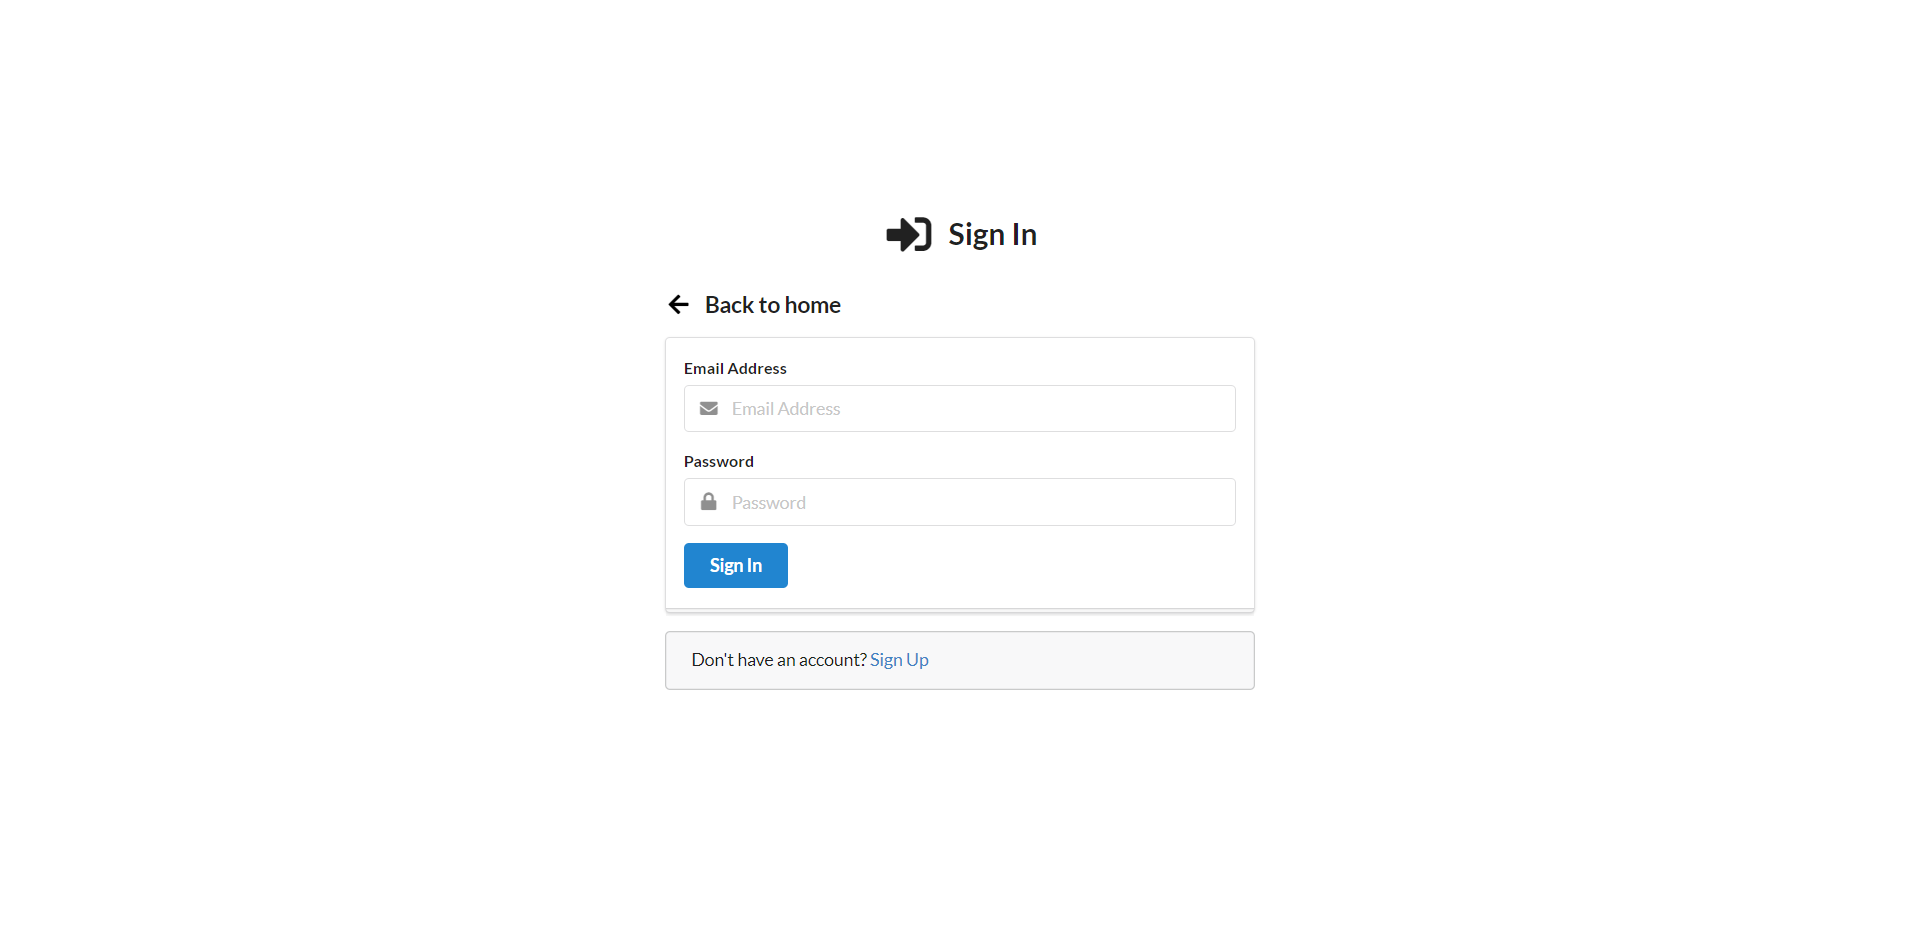 Sign In
Back to home
Email Address
Email Address
Password
Password
Sign In
Don't have an account? Sign Up